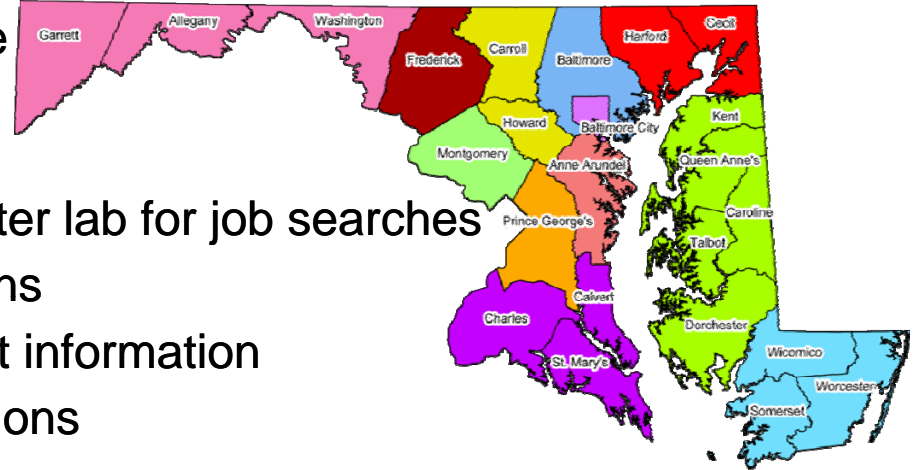 e
ter lab for job searches
ns
t information
ons
Garrett
Allegany
Washington
Frederick
Carroll
Baltimore
Harford
Cecil
Howard
Baltimore City
Kent
Montgomery
Anne Arundel
Queen Anne's
Prince George's
Caroline
Talbot
Calvert
Charles
Dorchester
St. Mary's
Wicomico
Worcester
Somerset